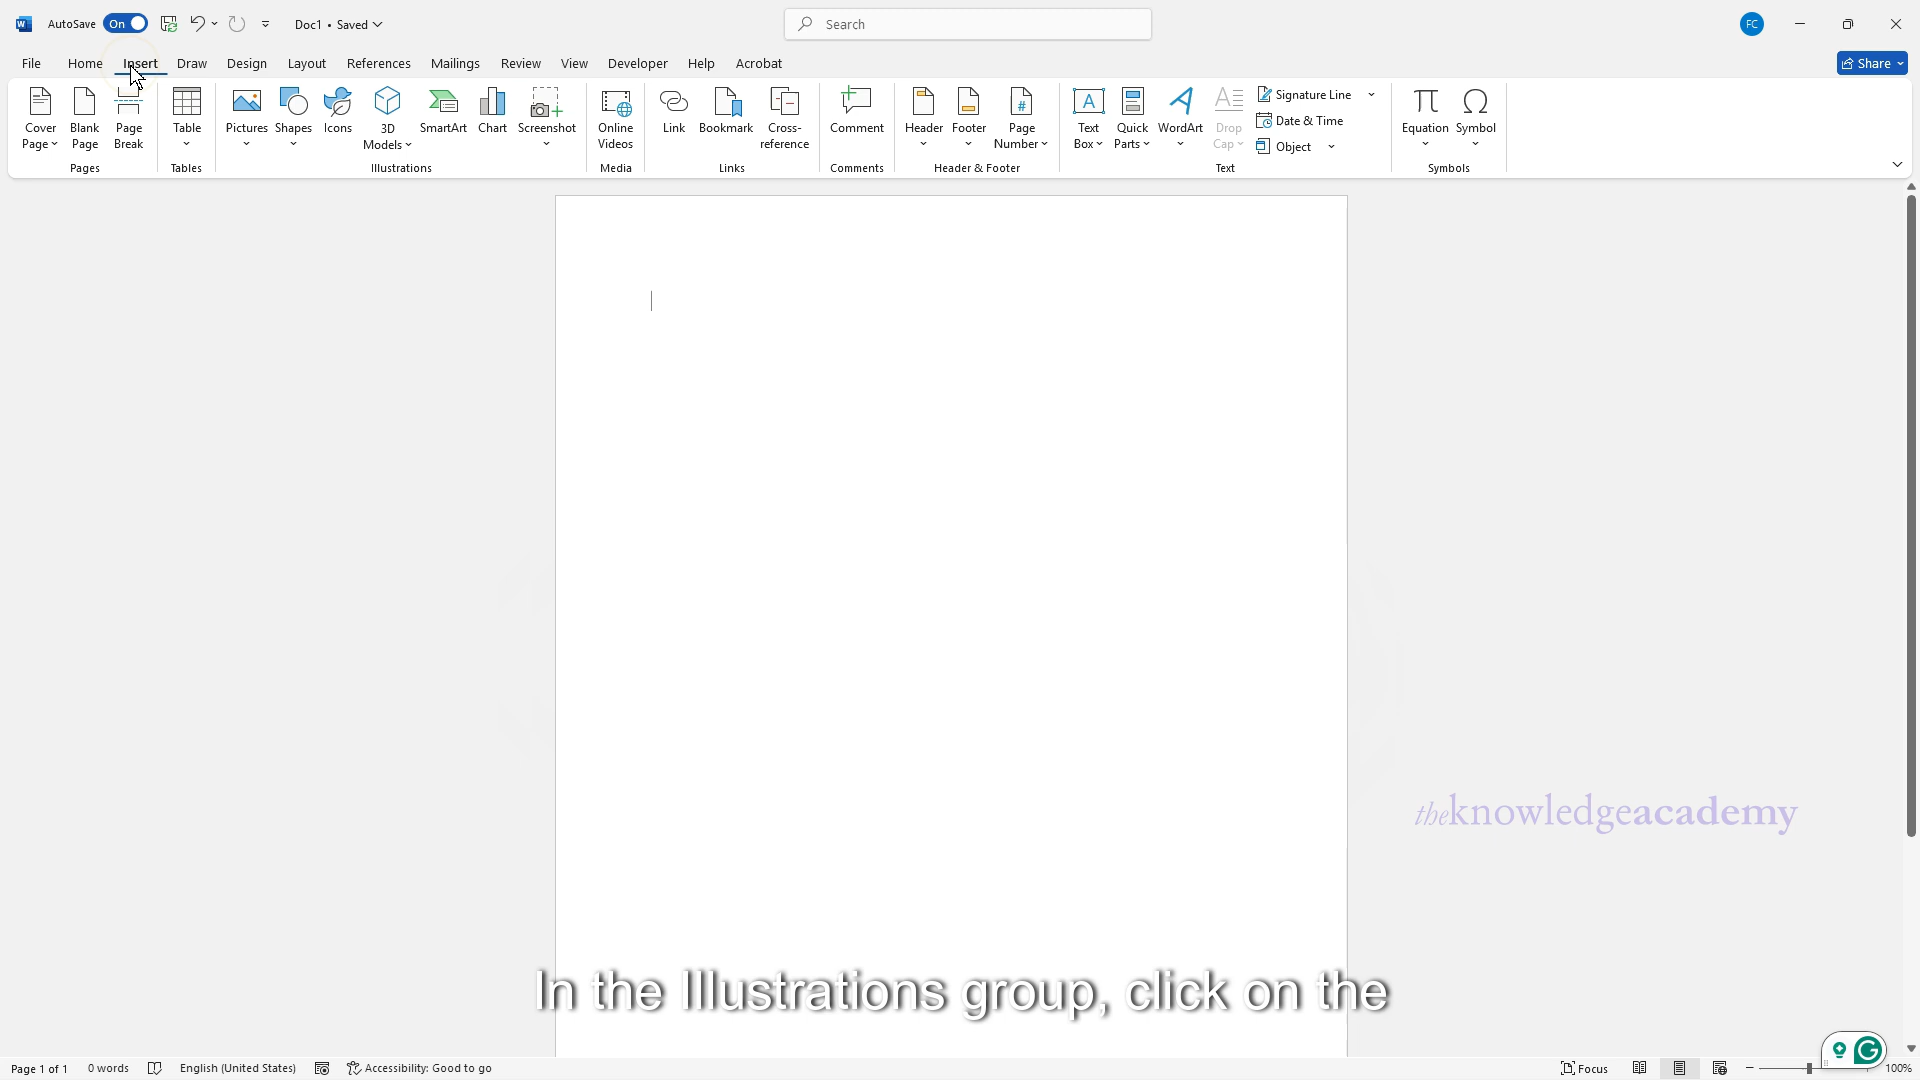 AutoSave On Doc1 • Saved Search FC
File Home Insert Draw Design Layout References Mailings Review View Developer Help Acrobat Share
Cover Page
Blank Page
Page Break
Pages
Table
Tables
Pictures
Shapes
Icons
3D Models
SmartArt
Chart
Screenshot
Illustrations
Online Videos
Media
Link
Bookmark
Cross-reference
Links
Comment
Comments
Header
Footer
Page Number
Header & Footer
Text Box
Quick Parts
WordArt
Drop Cap
Signature Line
Date & Time
Object
Text
Equation
Symbol
Symbols
theknowledgeacademy
In the Illustrations group, click on the
Page 1 of 1 0 words English (United States) Accessibility: Good to go Focus 100%